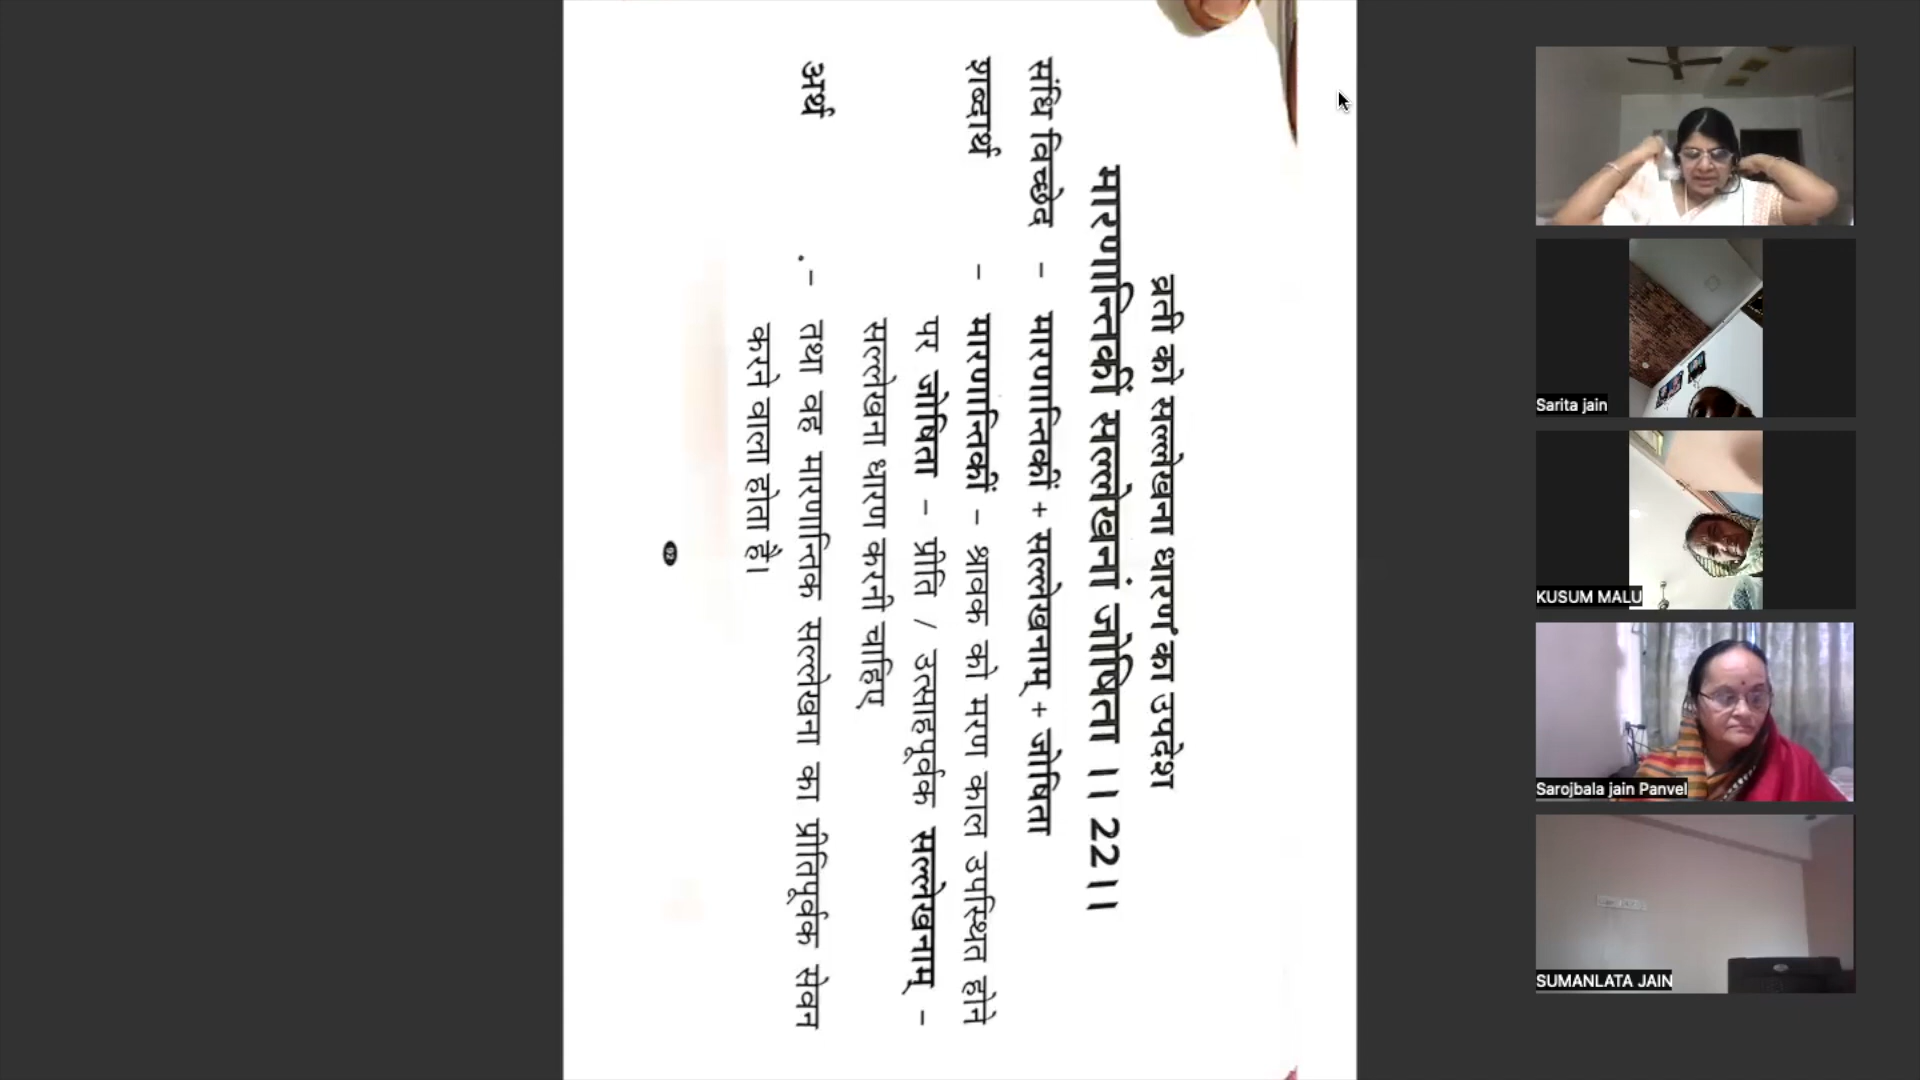 व्रती को सल्लेखना धारण का उपदेश
मारणान्तिकीं सल्लेखनां जोषिता ।। 22।।
संधि विच्छेद - मारणान्तिकीं + सल्लेखनाम् + जोषिता
शब्दार्थ - मारणान्तिकीं - श्रावक को मरण काल उपस्थित होने
पर जोषिता - प्रीति / उत्साहपूर्वक सल्लेखनाम् -
सल्लेखना धारण करनी चाहिए
अर्थ - तथा वह मारणान्तिक सल्लेखना का प्रीतिपूर्वक सेवन
करने वाला होता है।
92
Sarita jain
KUSUM MALU
Sarojbala jain Panvel
SUMANLATA JAIN